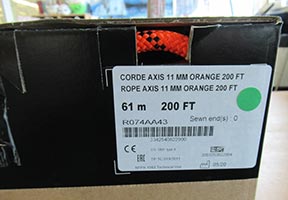 CORDE AXIS 11 MM ORANGE 200 FT
ROPE AXIS 11 MM ORANGE 200 FT
61 m 200 FT
R074AA43 Sewn end(s) 0